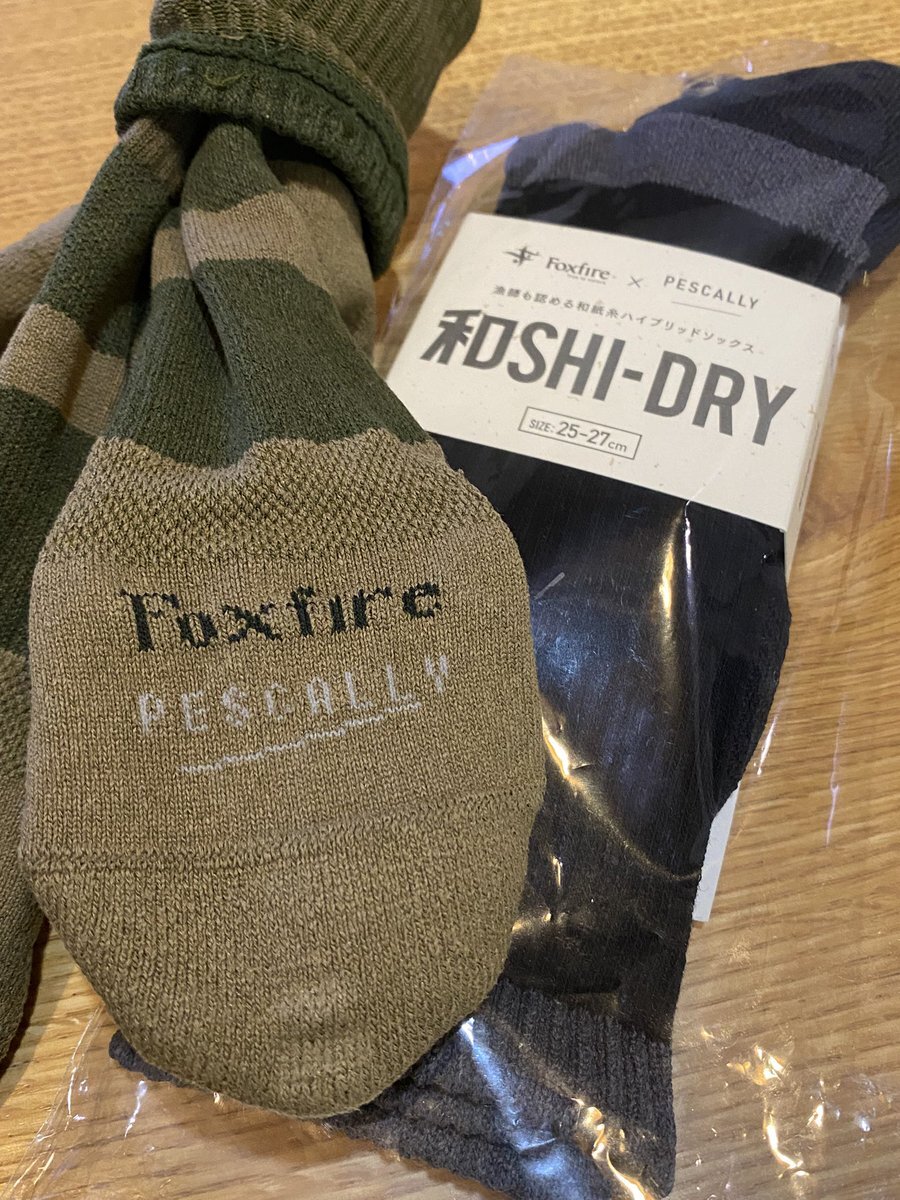 Foxfire × PESCALLY
漁師も認める和紙糸ハイブリッドソックス
和SHI-DRY
SIZE: 25-27cm
Foxfire
PESCALLY